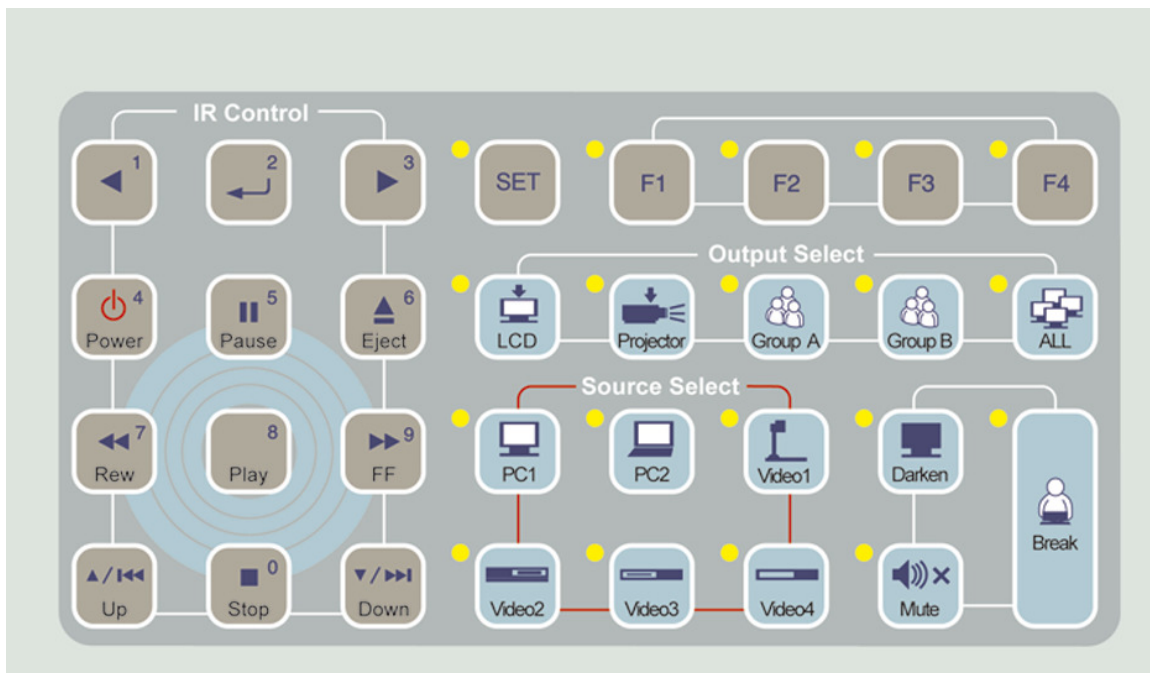 IR Control
1
2
3
SET
F1
F2
F3
F4
Output Select
4
Power
5
Pause
6
Eject
LCD
Projector
Group A
Group B
ALL
Source Select
7
Rew
8
Play
9
FF
PC1
PC2
Video1
Darken
Break
Up
0
Stop
Down
Video2
Video3
Video4
Mute